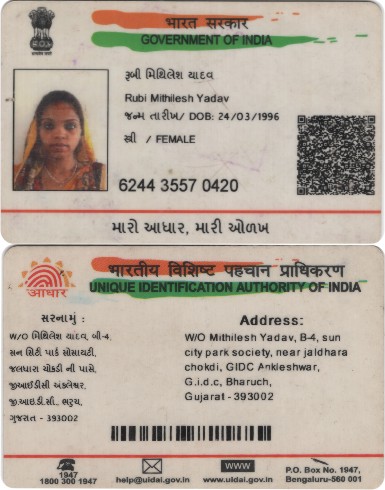 भारत सरकार
GOVERNMENT OF INDIA
રૂબી મિથિલેશ યાદવ
Rubi Mithilesh Yadav
જન્મ તારીખ/ DOB: 24/03/1996
સ્ત્રી / FEMALE
6244 3557 0420
મારો આધાર, મારી ઓળખ
भारतीय विशिष्ट पहचान प्राधिकरण
UNIQUE IDENTIFICATION AUTHORITY OF INDIA
आधार
સરનામું :
W/O મિથિલેશ યાદવ, બી-4,
સન સિટી પાર્ક સોસાયટી,
જલધારા ચોકડી ની પાસે,
જીઆઈડીસી અંકલેશ્વર,
જી.આઇ.ડી.સી., ભરૂચ,
ગુજરાત - 393002
Address:
W/O Mithilesh Yadav, B-4, sun
city park society, near jaldhara
chokdi, GIDC Ankleshwar,
G.i.d.c, Bharuch,
Gujarat - 393002
1947
1800 300 1947
help@uidai.gov.in
www
www.uidai.gov.in
P.O. Box No. 1947,
Bengaluru-560 001